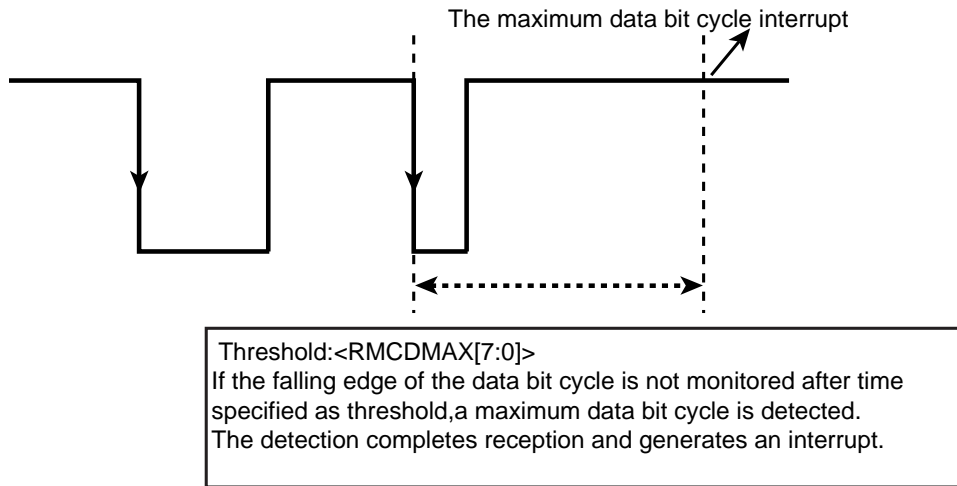 The maximum data bit cycle interrupt
Threshold:<RMCDMAX[7:0]>
If the falling edge of the data bit cycle is not monitored after time
specified as threshold,a maximum data bit cycle is detected.
The detection completes reception and generates an interrupt.